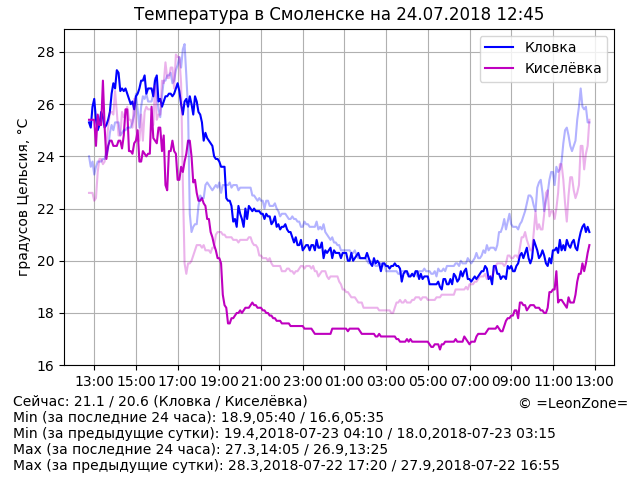 Температура в Смоленске на 24.07.2018 12:45
Кловка
Киселёвка
градусов Цельсия, °С
28
26
24
22
20
18
16
13:00 15:00 17:00 19:00 21:00 23:00 01:00 03:00 05:00 07:00 09:00 11:00 13:00
Сейчас: 21.1 / 20.6 (Кловка / Киселёвка)
© =LeonZone=
Min (за последние 24 часа): 18.9,05:40 / 16.6,05:35
Min (за предыдущие сутки): 19.4,2018-07-23 04:10 / 18.0,2018-07-23 03:15
Max (за последние 24 часа): 27.3,14:05 / 26.9,13:25
Max (за предыдущие сутки): 28.3,2018-07-22 17:20 / 27.9,2018-07-22 16:55